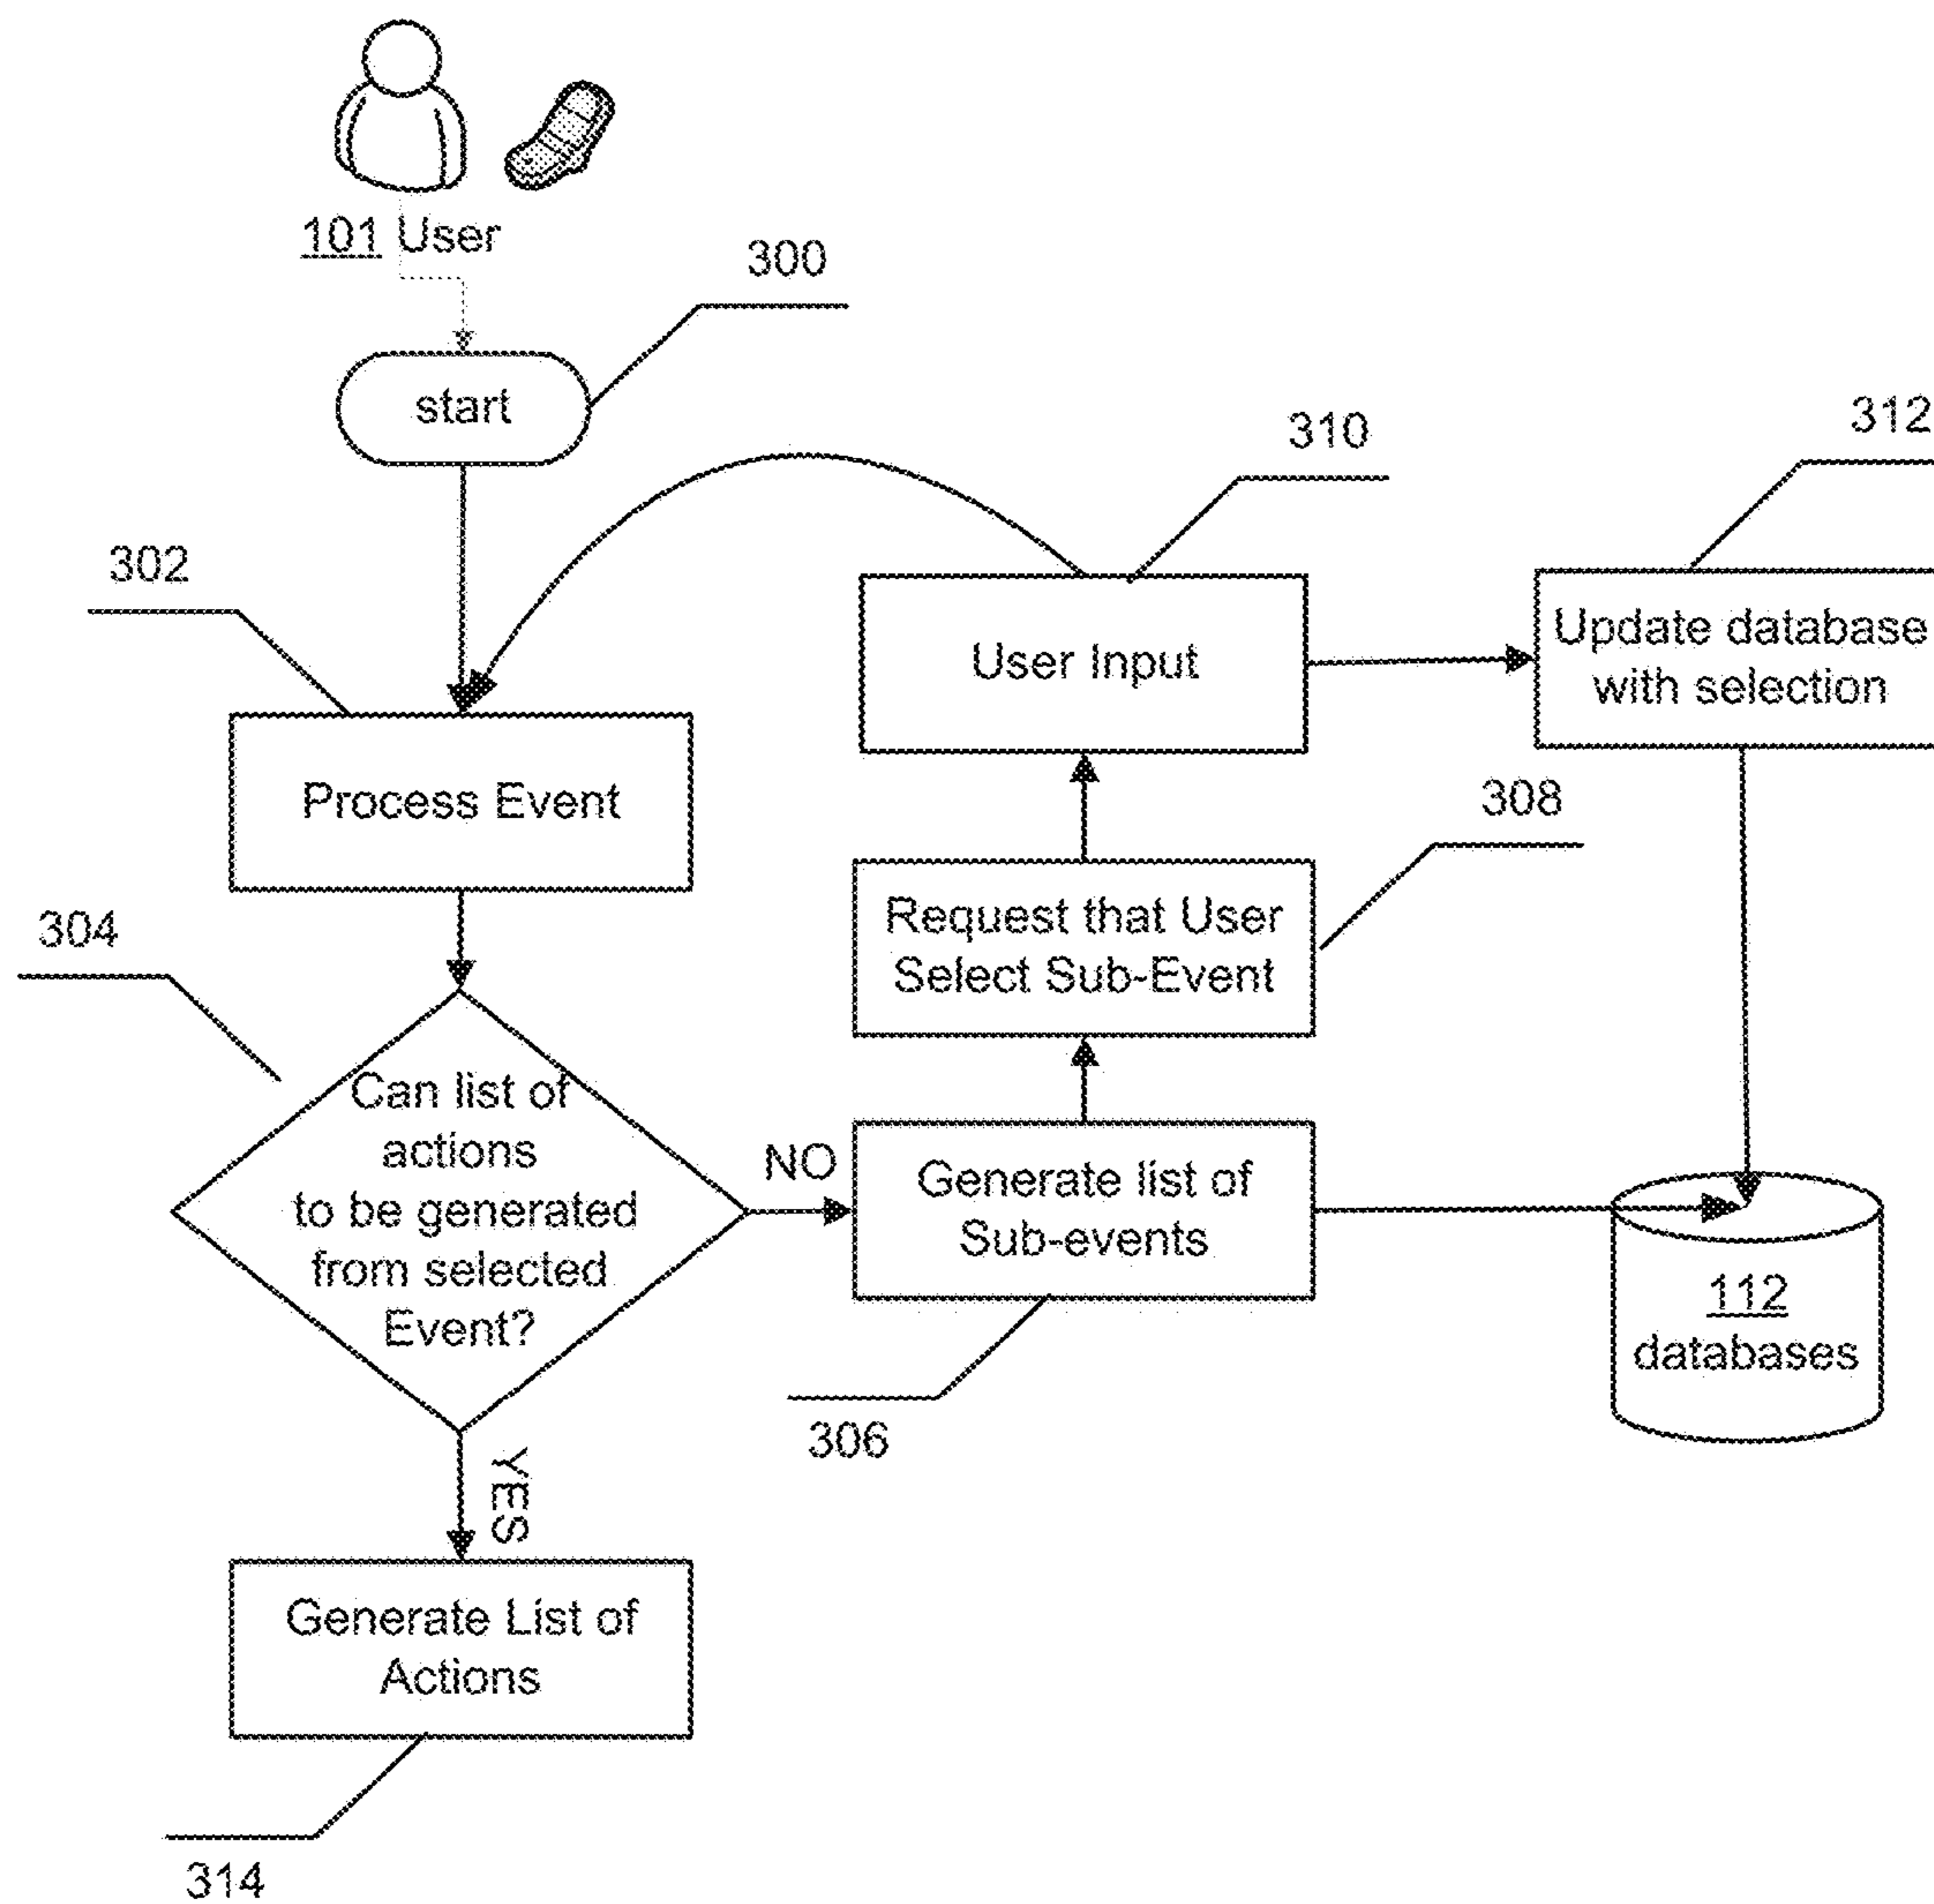 101 User
300
start
310
312
302
User Input
Update database
with selection
Process Event
308
304
Request that User
Select Sub-Event
Can list of
actions
to be generated
from selected
Event?
NO
Generate list of
Sub-events
112
databases
306
YES
Generate List of
Actions
314